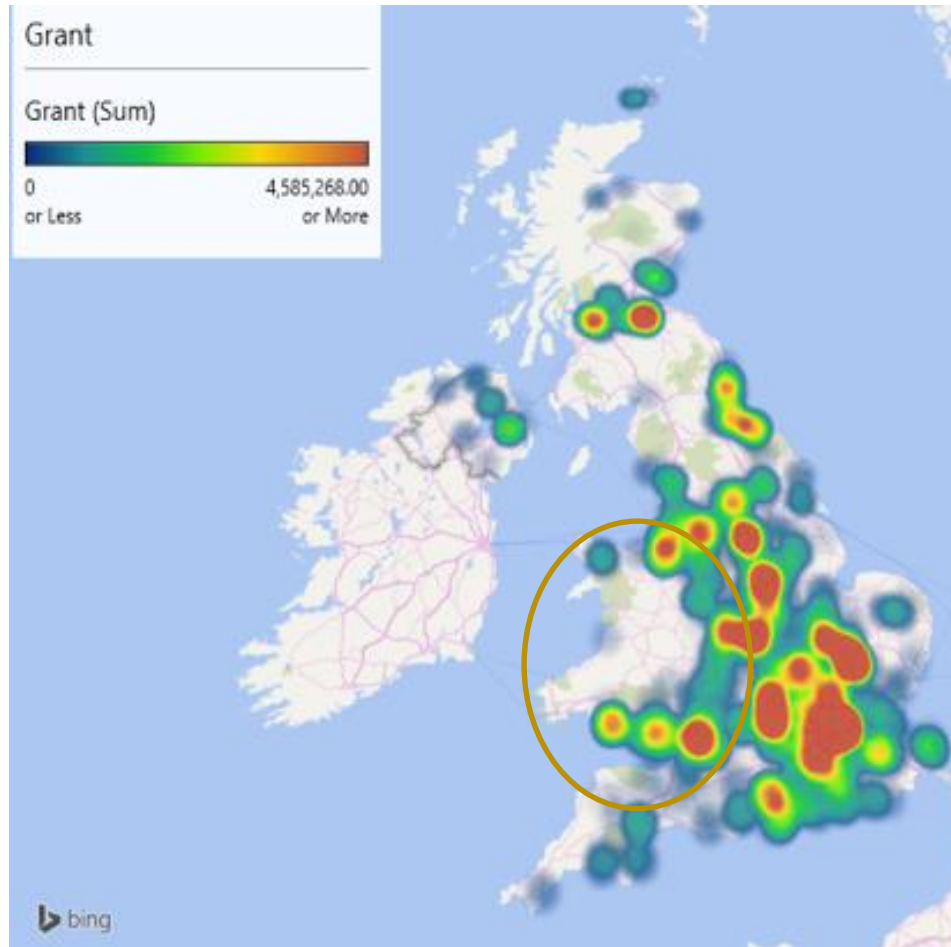 Grant
Grant (Sum)
0
4,585,268.00
or Less
or More
bing